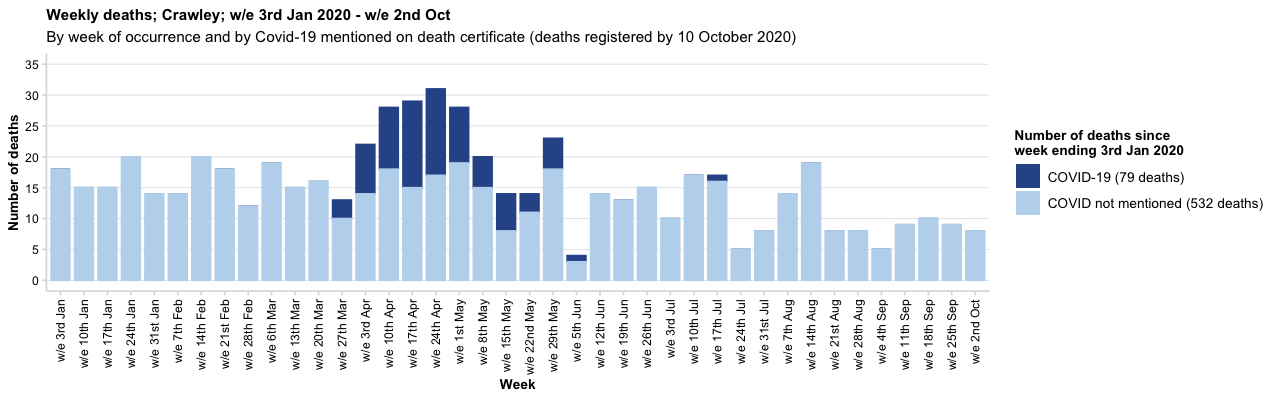 Weekly deaths; Crawley; w/e 3rd Jan 2020 - w/e 2nd Oct
By week of occurrence and by Covid-19 mentioned on death certificate (deaths registered by 10 October 2020)
Number of deaths
35
30
25
20
15
10
5
0
w/e 3rd Jan
w/e 10th Jan
w/e 17th Jan
w/e 24th Jan
w/e 31st Jan
w/e 7th Feb
w/e 14th Feb
w/e 21st Feb
w/e 28th Feb
w/e 6th Mar
w/e 13th Mar
w/e 20th Mar
w/e 27th Mar
w/e 3rd Apr
w/e 10th Apr
w/e 17th Apr
w/e 24th Apr
w/e 1st May
w/e 8th May
w/e 15th May
w/e 22nd May
w/e 29th May
w/e 5th Jun
w/e 12th Jun
w/e 19th Jun
w/e 26th Jun
w/e 3rd Jul
w/e 10th Jul
w/e 17th Jul
w/e 24th Jul
w/e 31st Jul
w/e 7th Aug
w/e 14th Aug
w/e 21st Aug
w/e 28th Aug
w/e 4th Sep
w/e 11th Sep
w/e 18th Sep
w/e 25th Sep
w/e 2nd Oct
Week
Number of deaths since
week ending 3rd Jan 2020
COVID-19 (79 deaths)
COVID not mentioned (532 deaths)